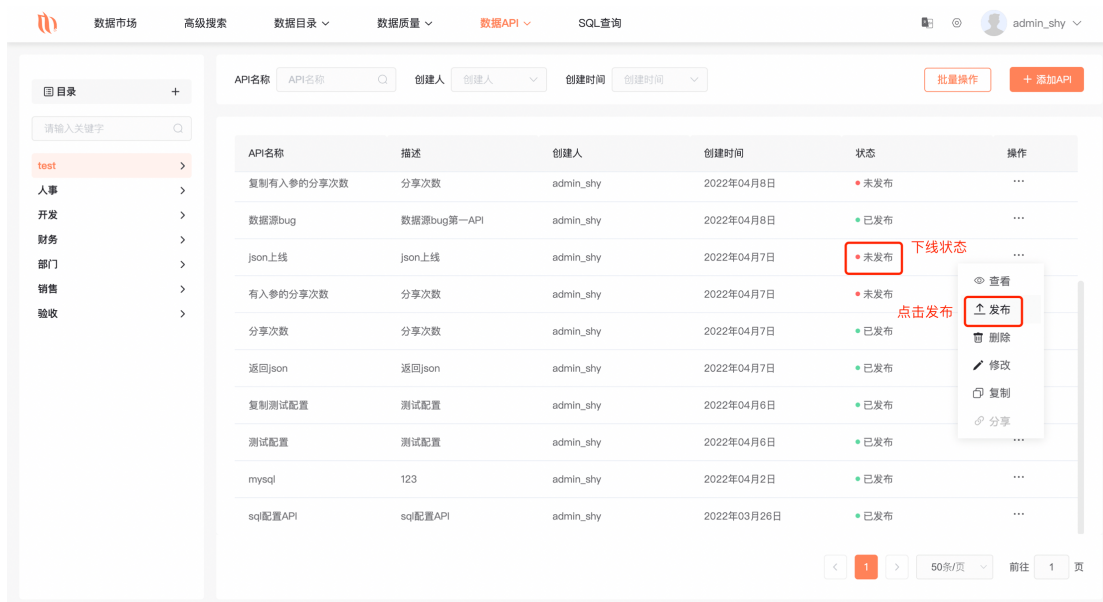 数据市场 高级搜索 数据目录 数据质量 数据API SQL查询 admin_shy
目录
请输入关键字
test
人事
开发
财务
部门
销售
验收
API名称 API名称 创建人 创建人 创建时间 创建时间 批量操作 + 添加API
API名称 描述 创建人 创建时间 状态 操作
复制有入参的分享次数 分享次数 admin_shy 2022年04月8日 未发布 ...
数据源bug 数据源bug第一API admin_shy 2022年04月8日 已发布 ...
json上线 json上线 admin_shy 2022年04月7日 未发布 下线状态 ...
有入参的分享次数 分享次数 admin_shy 2022年04月7日 未发布
分享次数 分享次数 admin_shy 2022年04月7日 已发布
返回json 返回json admin_shy 2022年04月7日 已发布
复制测试配置 测试配置 admin_shy 2022年04月6日 已发布
测试配置 测试配置 admin_shy 2022年04月6日 已发布 ...
mysql 123 admin_shy 2022年04月2日 已发布 ...
sql配置API sql配置API admin_shy 2022年03月26日 已发布 ...
查看
点击发布 发布
删除
修改
复制
分享
1 50条/页 前往 1 页